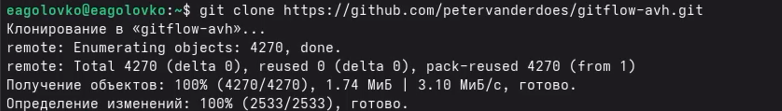 eagolovko@eagolovko:~$ git clone https://github.com/petervanderdoes/gitflow-avh.git
Клонирование в «gitflow-avh»...
remote: Enumerating objects: 4270, done.
remote: Total 4270 (delta 0), reused 0 (delta 0), pack-reused 4270 (from 1)
Получение объектов: 100% (4270/4270), 1.74 МиБ | 3.10 МиБ/с, готово.
Определение изменений: 100% (2533/2533), готово.